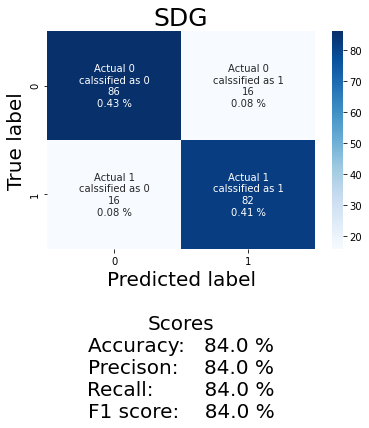 SDG
Actual 0
calssified as 0
86
0.43 %
Actual 0
calssified as 1
16
0.08 %
Actual 1
calssified as 0
16
0.08 %
Actual 1
calssified as 1
82
0.41 %
True label
0
1
0
1
Predicted label
80
70
60
50
40
30
20
Scores
Accuracy: 84.0 %
Precison: 84.0 %
Recall: 84.0 %
F1 score: 84.0 %